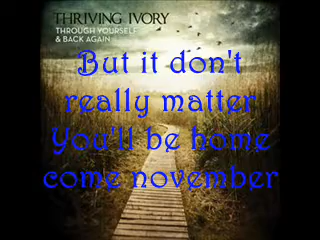 THRIVING IVORY
THROUGH YOURSELF
& BACK AGAIN
But it don't
really matter
You'll be home
come november